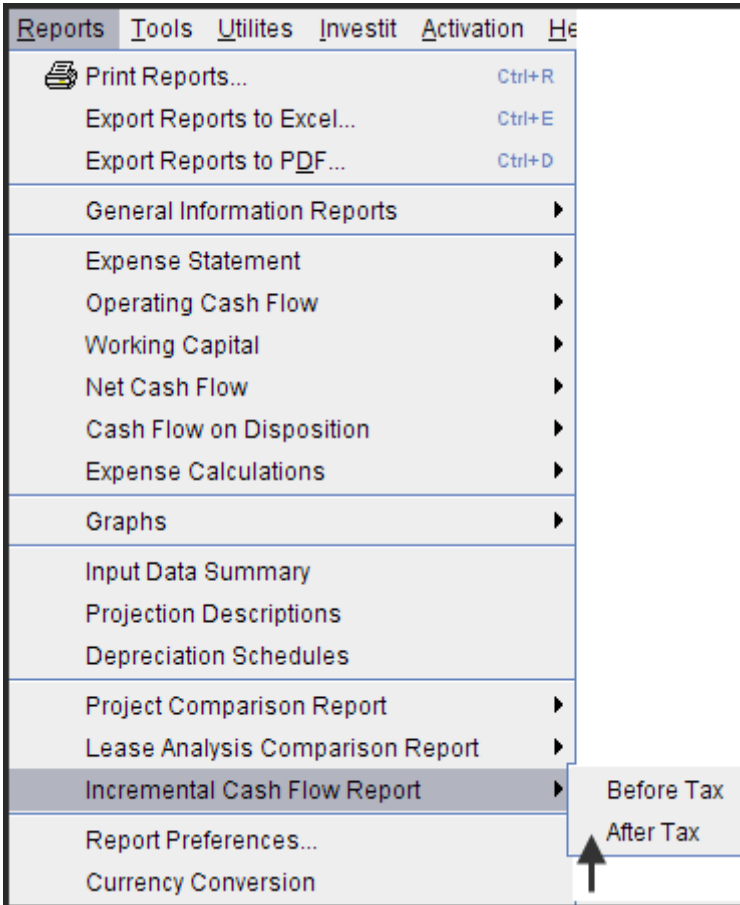 Reports Tools Utilites Investit Activation He
Print Reports... Ctrl+R
Export Reports to Excel... Ctrl+E
Export Reports to PDF... Ctrl+D
General Information Reports
Expense Statement
Operating Cash Flow
Working Capital
Net Cash Flow
Cash Flow on Disposition
Expense Calculations
Graphs
Input Data Summary
Projection Descriptions
Depreciation Schedules
Project Comparison Report
Lease Analysis Comparison Report
Incremental Cash Flow Report Before Tax
After Tax
Report Preferences...
Currency Conversion